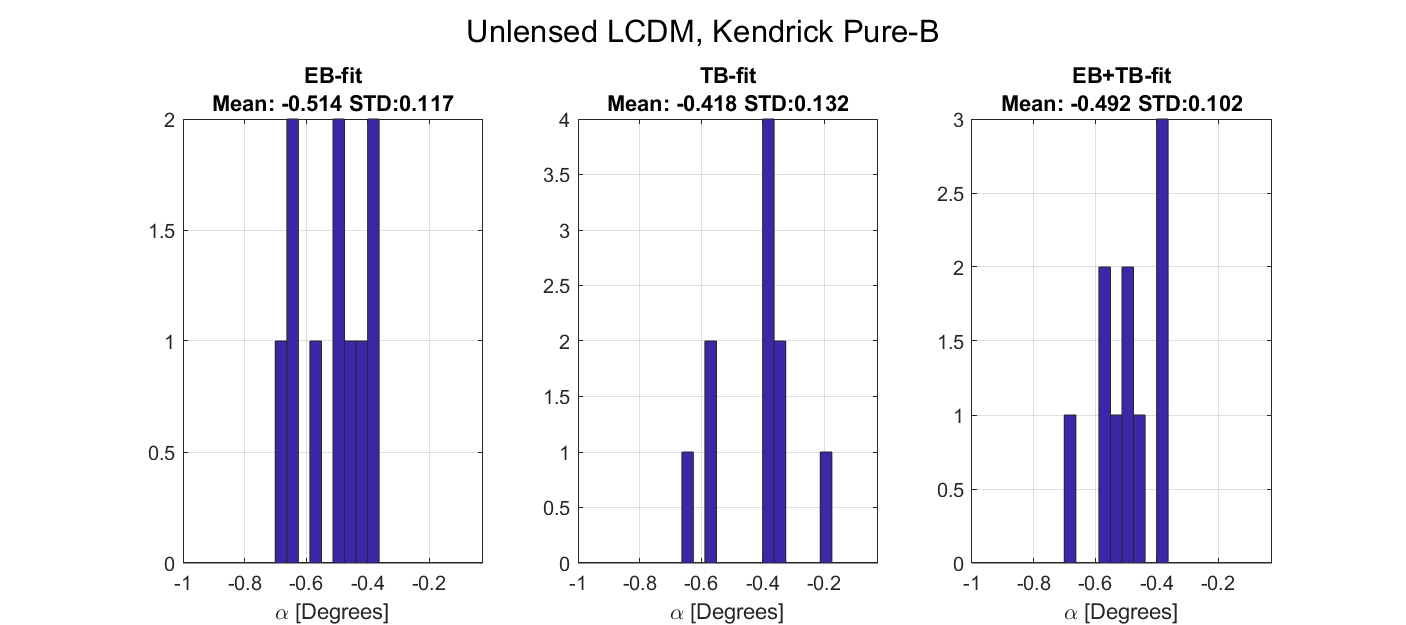 Unlensed LCDM, Kendrick Pure-B
EB-fit
Mean: -0.514 STD:0.117
2
1.5
1
0.5
0
-1 -0.8 -0.6 -0.4 -0.2
α [Degrees]
TB-fit
Mean: -0.418 STD:0.132
4
3.5
3
2.5
2
1.5
1
0.5
0
-1 -0.8 -0.6 -0.4 -0.2
α [Degrees]
EB+TB-fit
Mean: -0.492 STD:0.102
3
2.5
2
1.5
1
0.5
0
-1 -0.8 -0.6 -0.4 -0.2
α [Degrees]